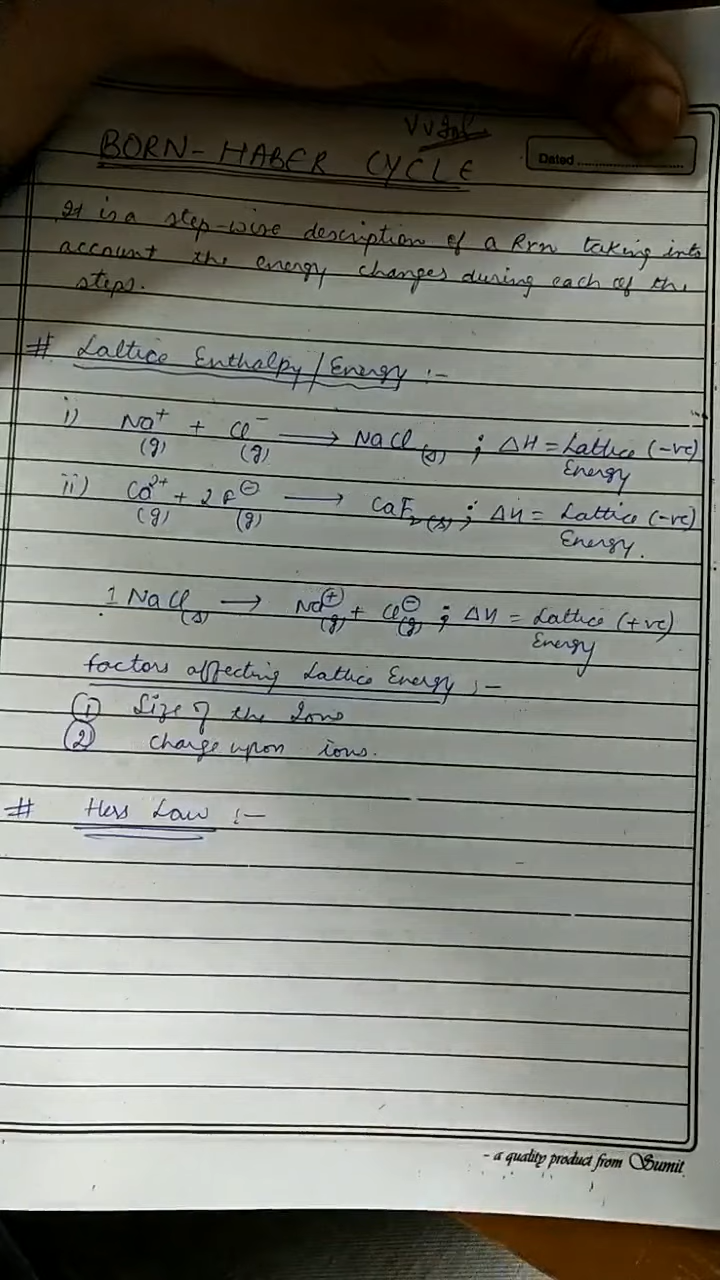 VVImp
BORN-HABER CYCLE
Dated
It is a step-wise description of a Rxn taking into
account the energy changes during each of the
steps.
# Lattice Enthalpy/Energy :-
i) Na⁺(g) + Cl⁻(g) ⟶ NaCl(s) ; ΔH = Lattice (-ve)
Energy
ii) Ca²⁺(g) + 2F⊖(g) ⟶ CaF₂(s) ; ΔH = Lattice (-ve)
Energy.
1 NaCl(s) ⟶ Na⊕(g) + Cl⊖(g) ; ΔH = Lattice (+ve)
Energy
factors affecting Lattice Energy :-
① Size of the Ions
② charge upon ions.
# Hess Law :-
- a quality product from Sumit